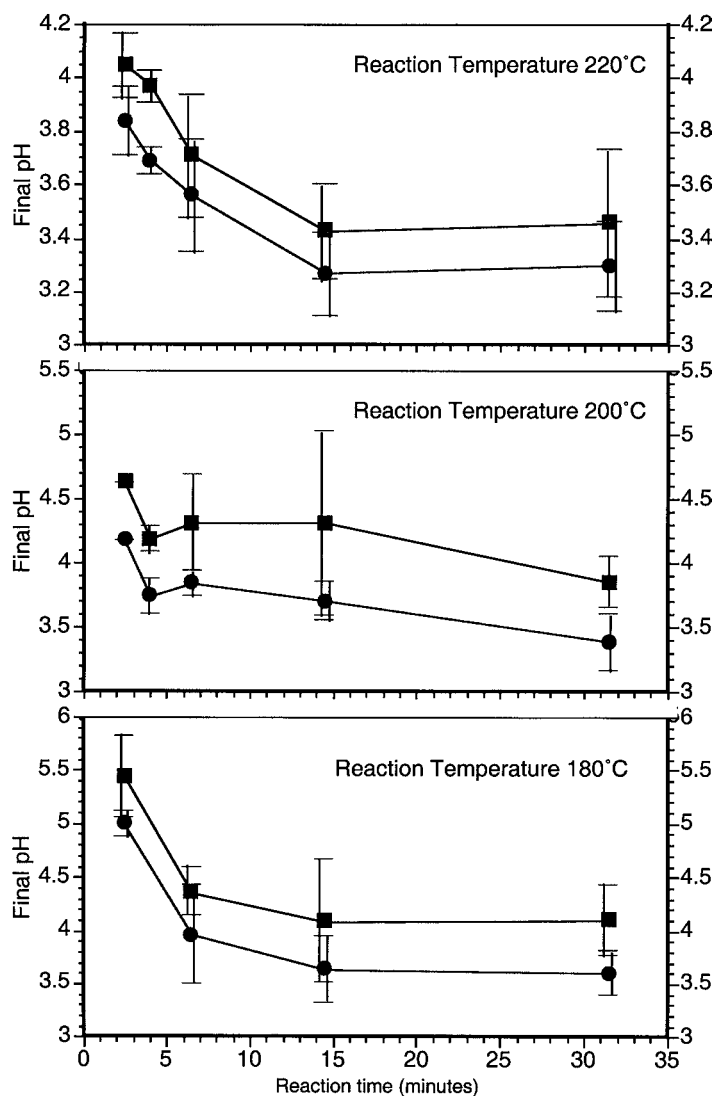 4.2 4.2
Reaction Temperature 220°C
4 4
3.8 3.8
Final pH
3.6 3.6
3.4 3.4
3.2 3.2
3 3
5.5 5.5
Reaction Temperature 200°C
5 5
4.5 4.5
4 4
3.5 3.5
3 3
6 6
Reaction Temperature 180°C
5.5 5.5
5 5
Final pH
4.5 4.5
4 4
3.5 3.5
3 3
0 5 10 15 20 25 30 35
Reaction time (minutes)